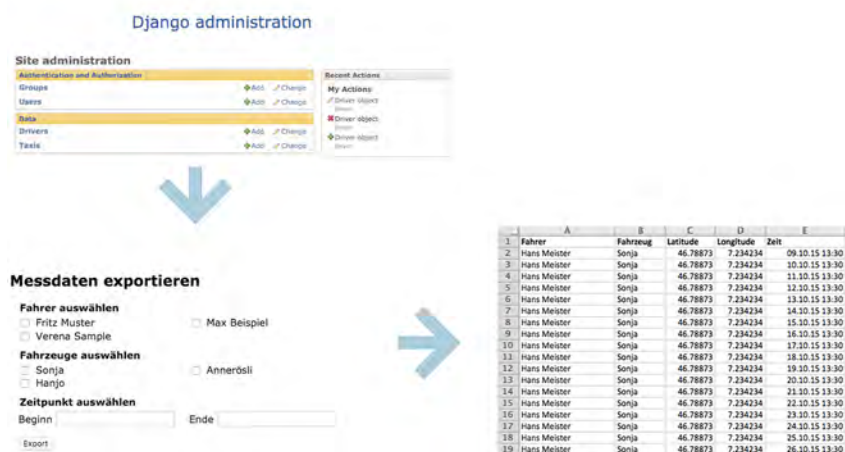 Django administration
Site administration
Authentication and Authorization
Groups Add Change
Users Add Change
Data
Drivers Add Change
Taxis Add Change
Recent Actions
My Actions
Driver object
Driver object
Driver object
Messdaten exportieren
Fahrer auswählen
Fritz Muster Max Beispiel
Verena Sample
Fahrzeuge auswählen
Sonja Annerösli
Hanjo
Zeitpunkt auswählen
Beginn Ende
Export
A B C D E
1 Fahrer Fahrzeug Latitude Longitude Zeit
2 Hans Meister Sonja 46.78873 7.234234 09.10.15 13:30
3 Hans Meister Sonja 46.78873 7.234234 10.10.15 13:30
4 Hans Meister Sonja 46.78873 7.234234 11.10.15 13:30
5 Hans Meister Sonja 46.78873 7.234234 12.10.15 13:30
6 Hans Meister Sonja 46.78873 7.234234 13.10.15 13:30
7 Hans Meister Sonja 46.78873 7.234234 14.10.15 13:30
8 Hans Meister Sonja 46.78873 7.234234 15.10.15 13:30
9 Hans Meister Sonja 46.78873 7.234234 16.10.15 13:30
10 Hans Meister Sonja 46.78873 7.234234 17.10.15 13:30
11 Hans Meister Sonja 46.78873 7.234234 18.10.15 13:30
12 Hans Meister Sonja 46.78873 7.234234 19.10.15 13:30
13 Hans Meister Sonja 46.78873 7.234234 20.10.15 13:30
14 Hans Meister Sonja 46.78873 7.234234 21.10.15 13:30
15 Hans Meister Sonja 46.78873 7.234234 22.10.15 13:30
16 Hans Meister Sonja 46.78873 7.234234 23.10.15 13:30
17 Hans Meister Sonja 46.78873 7.234234 24.10.15 13:30
18 Hans Meister Sonja 46.78873 7.234234 25.10.15 13:30
19 Hans Meister Sonja 46.78873 7.234234 26.10.15 13:30